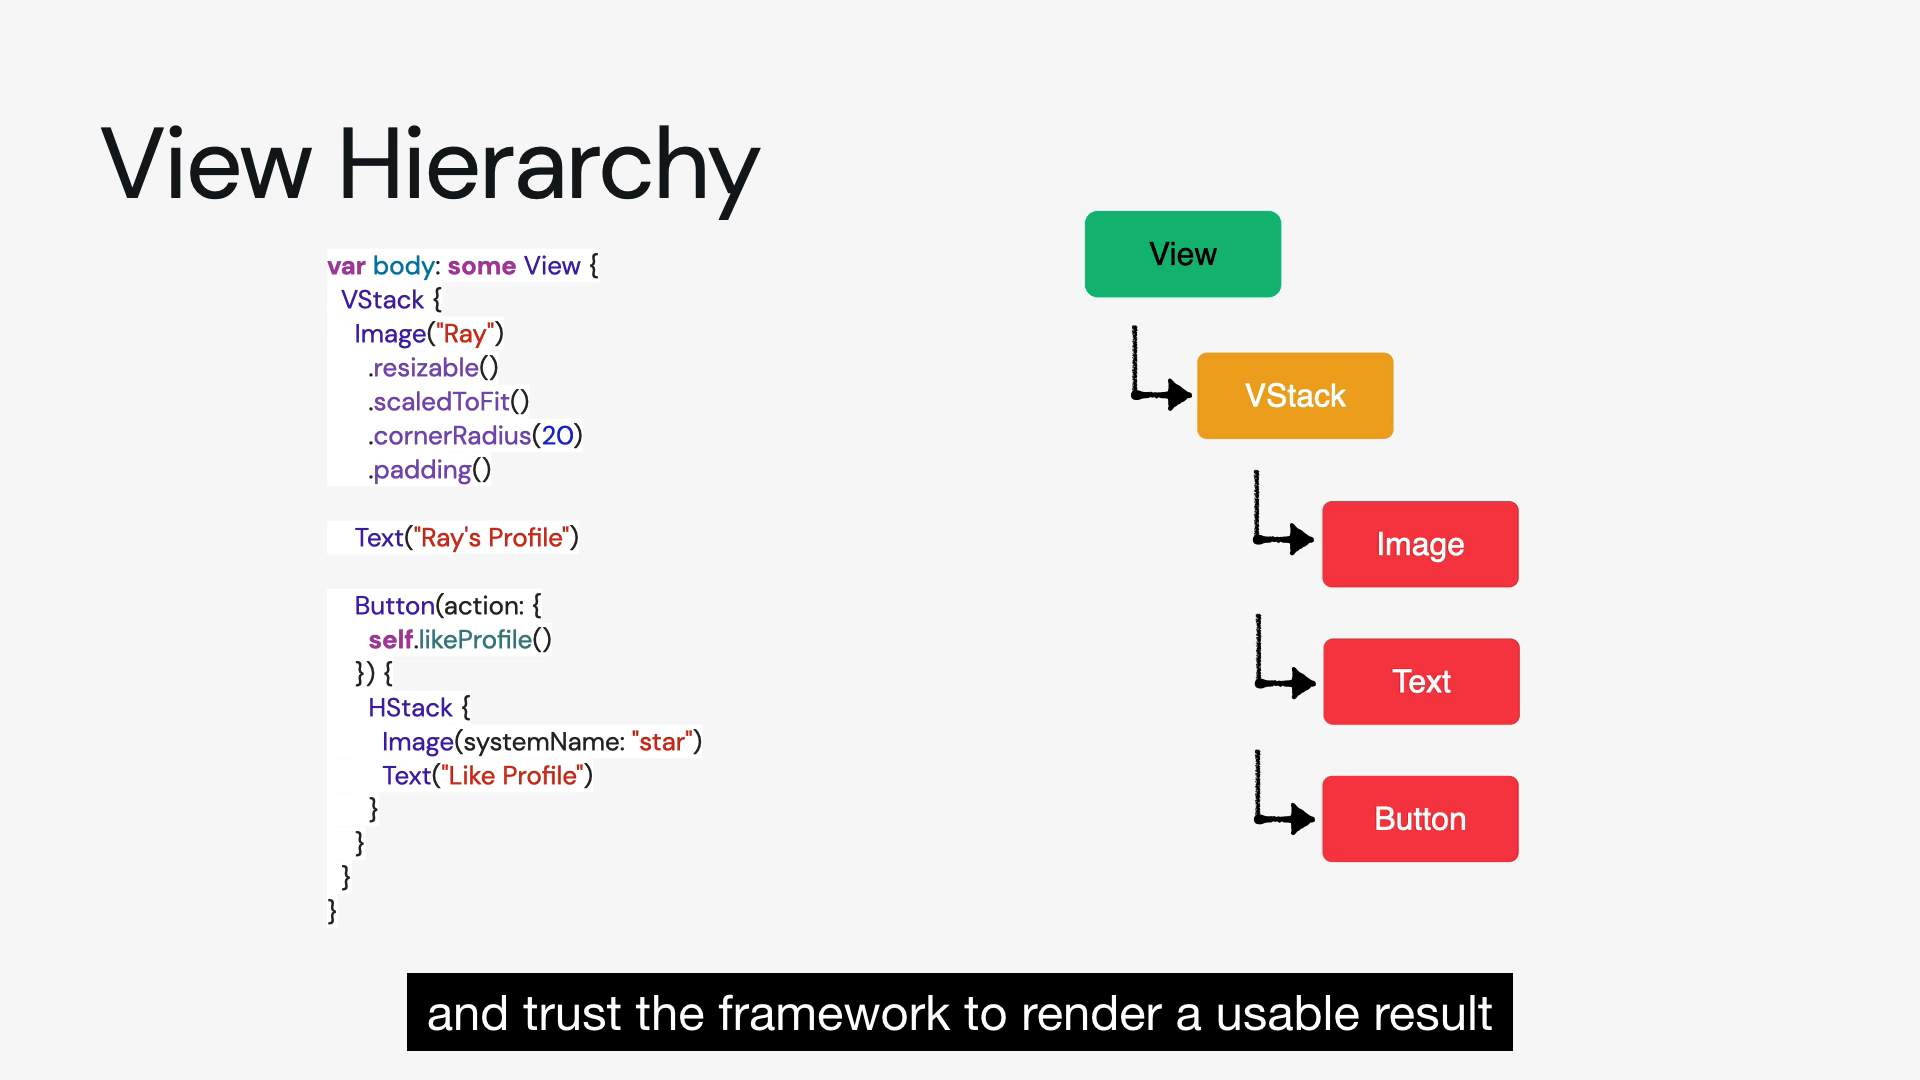 View Hierarchy
var body: some View {
VStack {
Image("Ray")
.resizable()
.scaledToFit()
.cornerRadius(20)
.padding()
Text("Ray's Profile")
Button(action: {
self.likeProfile()
}) {
HStack {
Image(systemName: "star")
Text("Like Profile")
}
}
}
}
View
VStack
Image
Text
Button
and trust the framework to render a usable result